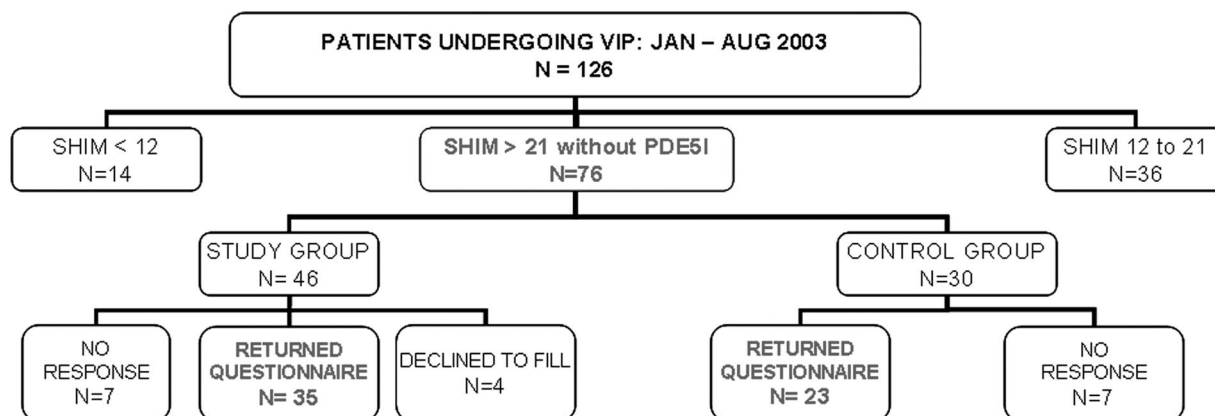 PATIENTS UNDERGOING VIP: JAN – AUG 2003
N = 126
SHIM < 12
N=14
SHIM > 21 without PDE5I
N=76
SHIM 12 to 21
N=36
STUDY GROUP
N= 46
CONTROL GROUP
N=30
NO
RESPONSE
N=7
RETURNED
QUESTIONNAIRE
N= 35
DECLINED TO FILL
N=4
RETURNED
QUESTIONNAIRE
N= 23
NO
RESPONSE
N=7